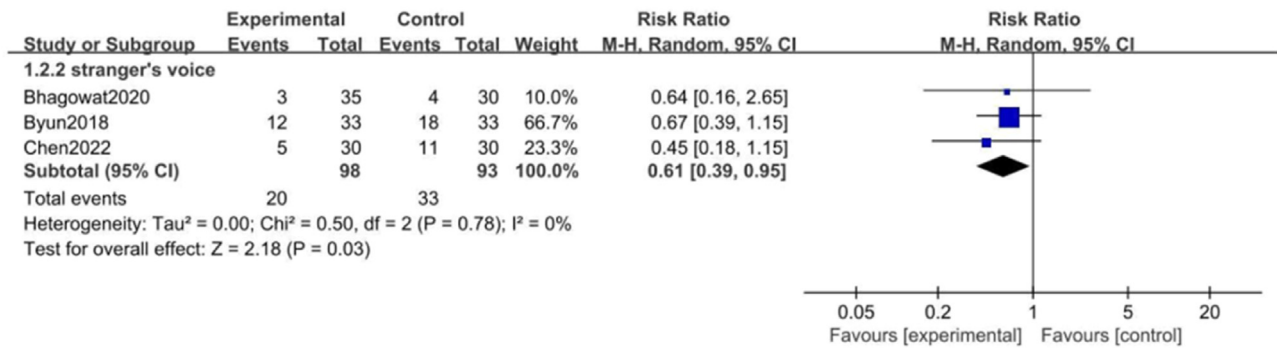 Experimental Control Risk Ratio Risk Ratio
Study or Subgroup Events Total Events Total Weight M-H, Random, 95% CI M-H, Random, 95% CI
1.2.2 stranger's voice
Bhagowat2020 3 35 4 30 10.0% 0.64 [0.16, 2.65]
Byun2018 12 33 18 33 66.7% 0.67 [0.39, 1.15]
Chen2022 5 30 11 30 23.3% 0.45 [0.18, 1.15]
Subtotal (95% CI) 98 93 100.0% 0.61 [0.39, 0.95]
Total events 20 33
Heterogeneity: Tau² = 0.00; Chi² = 0.50, df = 2 (P = 0.78); I² = 0%
Test for overall effect: Z = 2.18 (P = 0.03)
0.05 0.2 1 5 20
Favours [experimental] Favours [control]